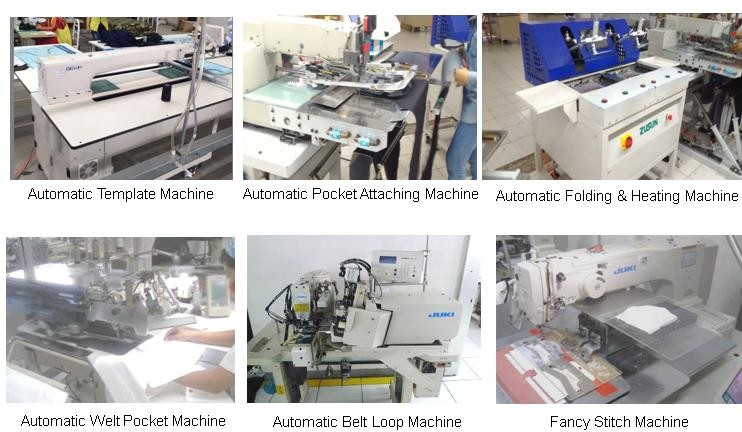 Automatic Template Machine
Automatic Pocket Attaching Machine
ZUSUN
Automatic Folding & Heating Machine
Automatic Welt Pocket Machine
JUKI
Automatic Belt Loop Machine
JUKI
Fancy Stitch Machine